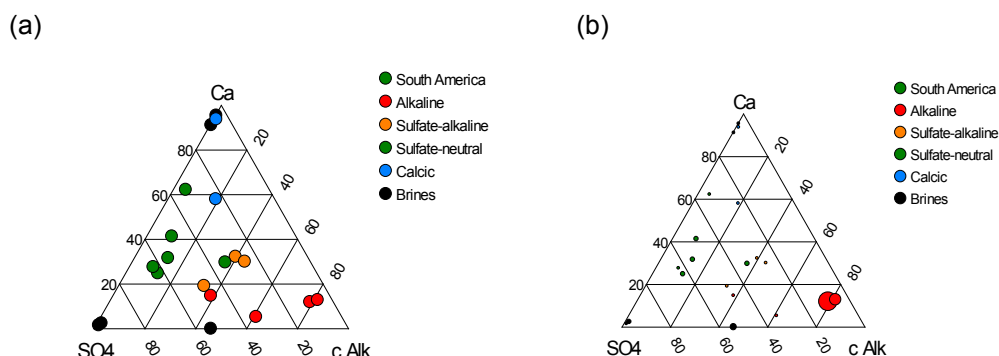 (a)
Ca
20
80
40
60
60
40
80
20
SO4
80
60
40
20
c Alk
South America
Alkaline
Sulfate-alkaline
Sulfate-neutral
Calcic
Brines
(b)
Ca
20
80
40
60
60
40
80
20
SO4
80
60
40
20
c Alk
South America
Alkaline
Sulfate-alkaline
Sulfate-neutral
Calcic
Brines